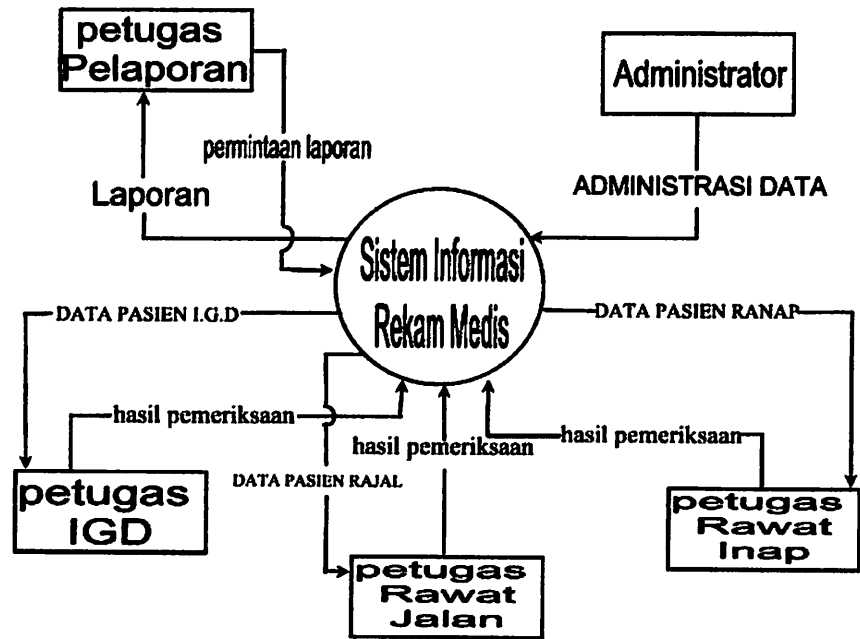 petugas
Pelaporan
Administrator
permintaan laporan
Laporan
ADMINISTRASI DATA
Sistem Informasi
Rekam Medis
DATA PASIEN I.G.D
DATA PASIEN RANAP
hasil pemeriksaan
hasil pemeriksaan
hasil pemeriksaan
DATA PASIEN RAJAL
petugas
IGD
petugas
Rawat
Inap
petugas
Rawat
Jalan